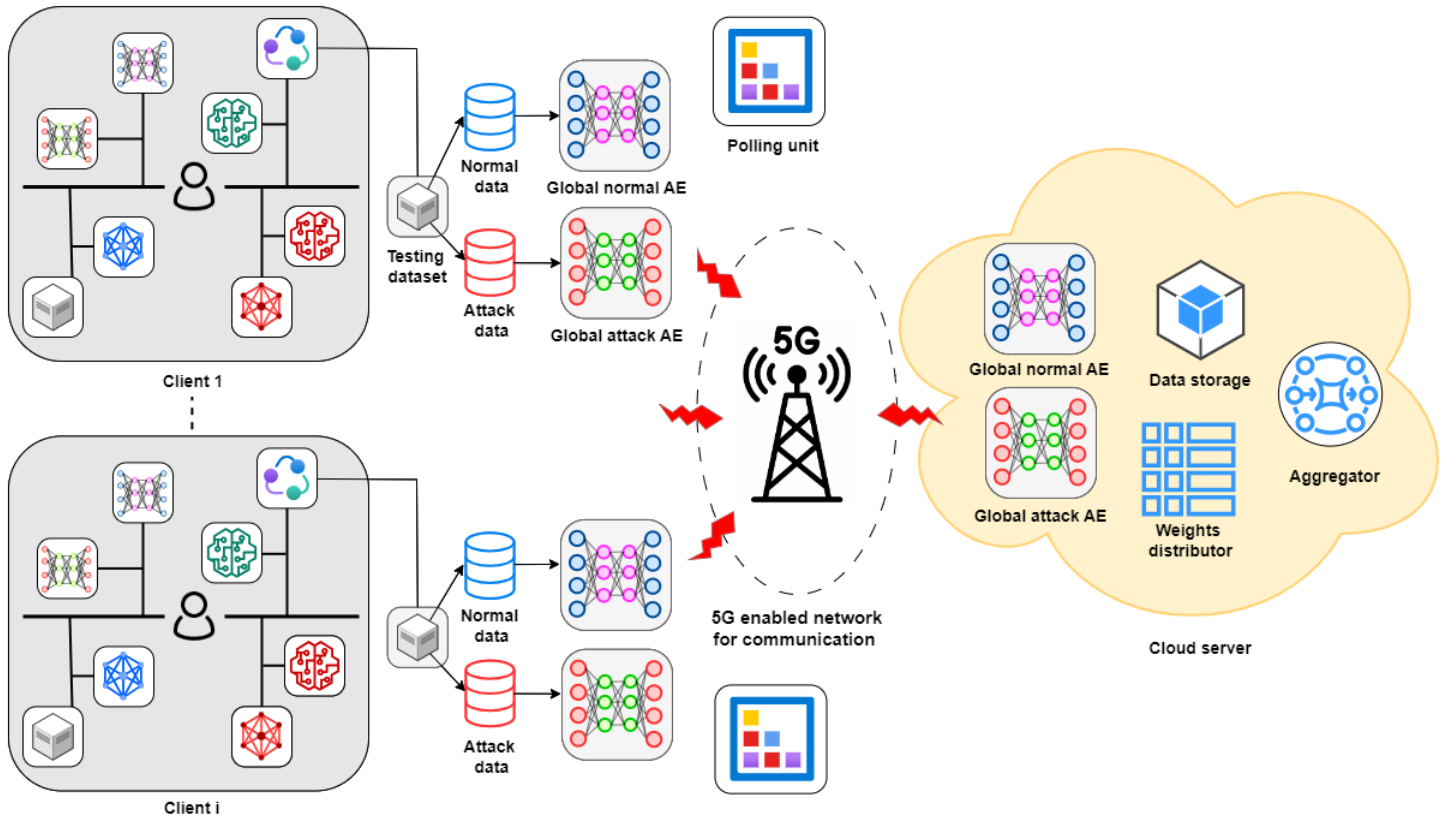 Polling unit
Normal
data
Global normal AE
Testing
dataset
Attack
data
Global attack AE
Client 1
5G
Global normal AE
Data storage
Global attack AE
Aggregator
Weights
distributor
Normal
data
5G enabled network
for communication
Cloud server
Attack
data
Client i